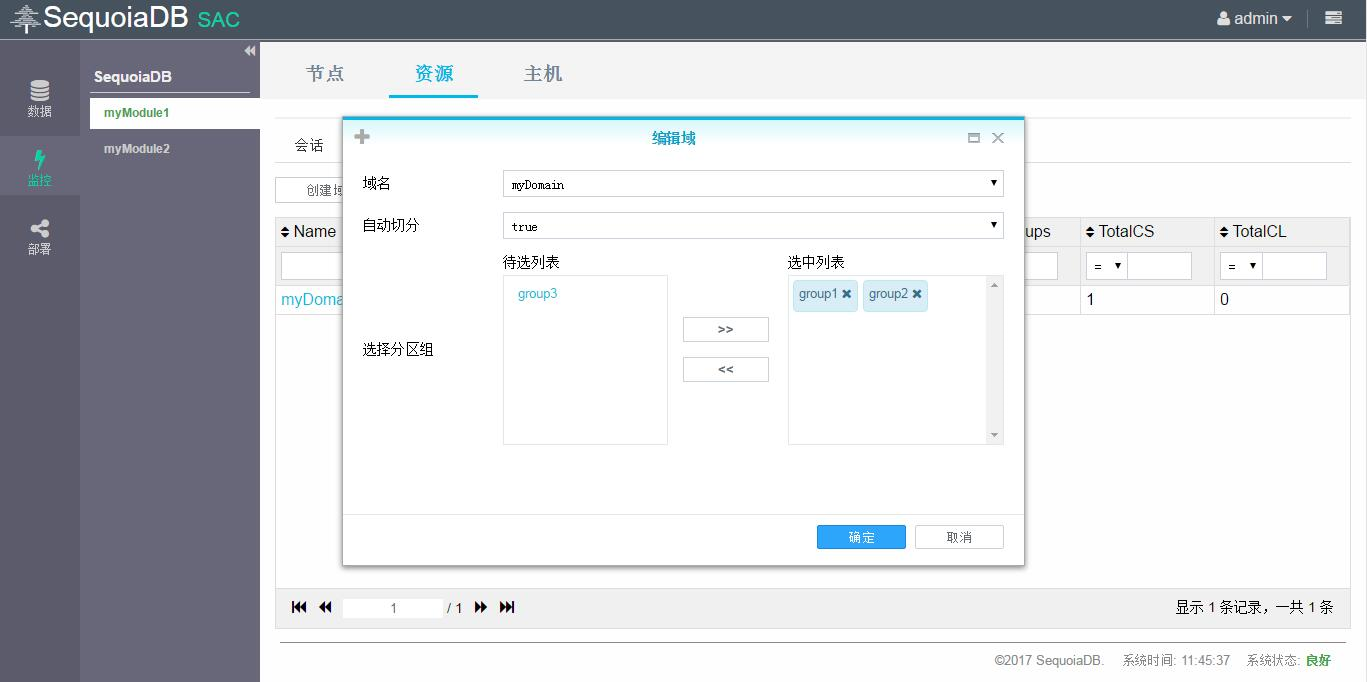 SequoiaDB SAC
admin
数据
监控
部署
SequoiaDB
myModule1
myModule2
节点 资源 主机
会话
创建域
编辑域
域名 myDomain
自动切分 true
选择分区组
待选列表 选中列表
group3
group1 group2
>>
<<
确定 取消
Name ups TotalCS TotalCL
= =
myDoma 1 0
1 / 1
显示 1 条记录，一共 1 条
©2017 SequoiaDB. 系统时间: 11:45:37 系统状态: 良好